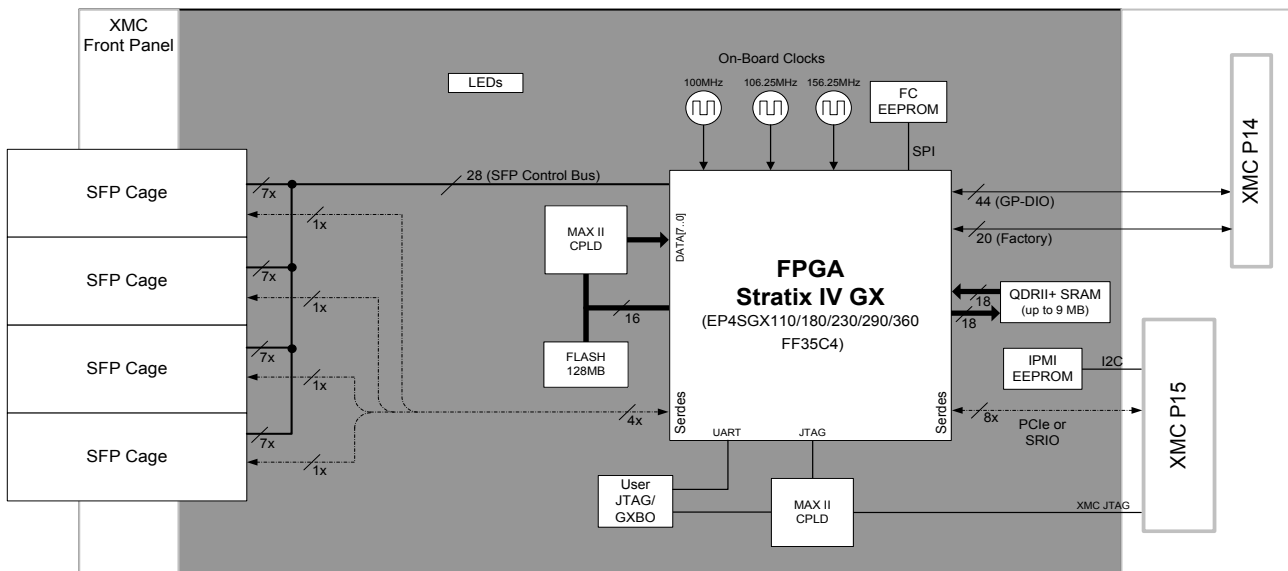 XMC
Front Panel
LEDs
On-Board Clocks
100MHz
106.25MHz
156.25MHz
FC
EEPROM
SPI
XMC P14
SFP Cage
7x
1x
28 (SFP Control Bus)
MAX II
CPLD
DATA[7..0]
44 (GP-DIO)
20 (Factory)
SFP Cage
7x
1x
FPGA
Stratix IV GX
(EP4SGX110/180/230/290/360
FF35C4)
16
FLASH
128MB
18
18
QDRII+ SRAM
(up to 9 MB)
SFP Cage
7x
1x
IPMI
EEPROM
I2C
XMC P15
SFP Cage
7x
1x
4x
Serdes
Serdes
8x
PCIe or
SRIO
UART
JTAG
User
JTAG/
GXBO
MAX II
CPLD
XMC JTAG